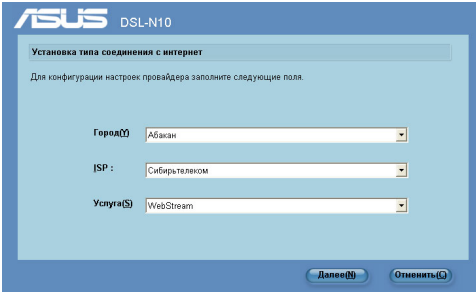 ASUS DSL-N10
Установка типа соединения с интернет
Для конфигурации настроек провайдера заполните следующие поля.
Город(Y) Абакан
ISP : Сибирьтелеком
Услуга(S) WebStream
Далее(N) Отменить(C)